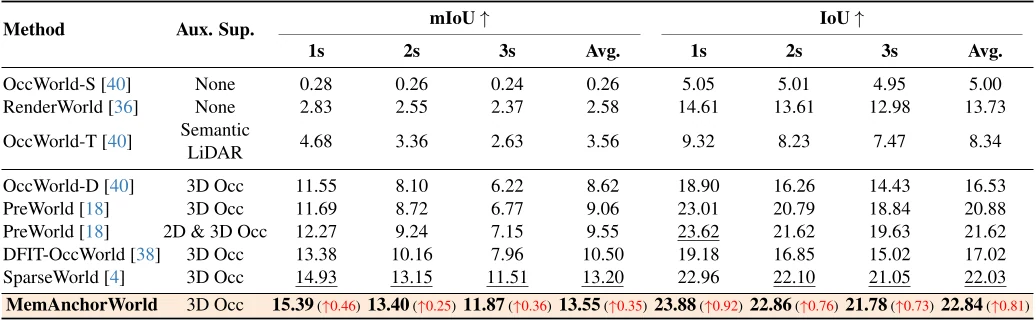 Method Aux. Sup. mIoU ↑ IoU ↑
1s 2s 3s Avg. 1s 2s 3s Avg.
OccWorld-S [40] None 0.28 0.26 0.24 0.26 5.05 5.01 4.95 5.00
RenderWorld [36] None 2.83 2.55 2.37 2.58 14.61 13.61 12.98 13.73
OccWorld-T [40] Semantic LiDAR 4.68 3.36 2.63 3.56 9.32 8.23 7.47 8.34
OccWorld-D [40] 3D Occ 11.55 8.10 6.22 8.62 18.90 16.26 14.43 16.53
PreWorld [18] 3D Occ 11.69 8.72 6.77 9.06 23.01 20.79 18.84 20.88
PreWorld [18] 2D & 3D Occ 12.27 9.24 7.15 9.55 23.62 21.62 19.63 21.62
DFIT-OccWorld [38] 3D Occ 13.38 10.16 7.96 10.50 19.18 16.85 15.02 17.02
SparseWorld [4] 3D Occ 14.93 13.15 11.51 13.20 22.96 22.10 21.05 22.03
MemAnchorWorld 3D Occ 15.39 (↑0.46) 13.40 (↑0.25) 11.87 (↑0.36) 13.55 (↑0.35) 23.88 (↑0.92) 22.86 (↑0.76) 21.78 (↑0.73) 22.84 (↑0.81)